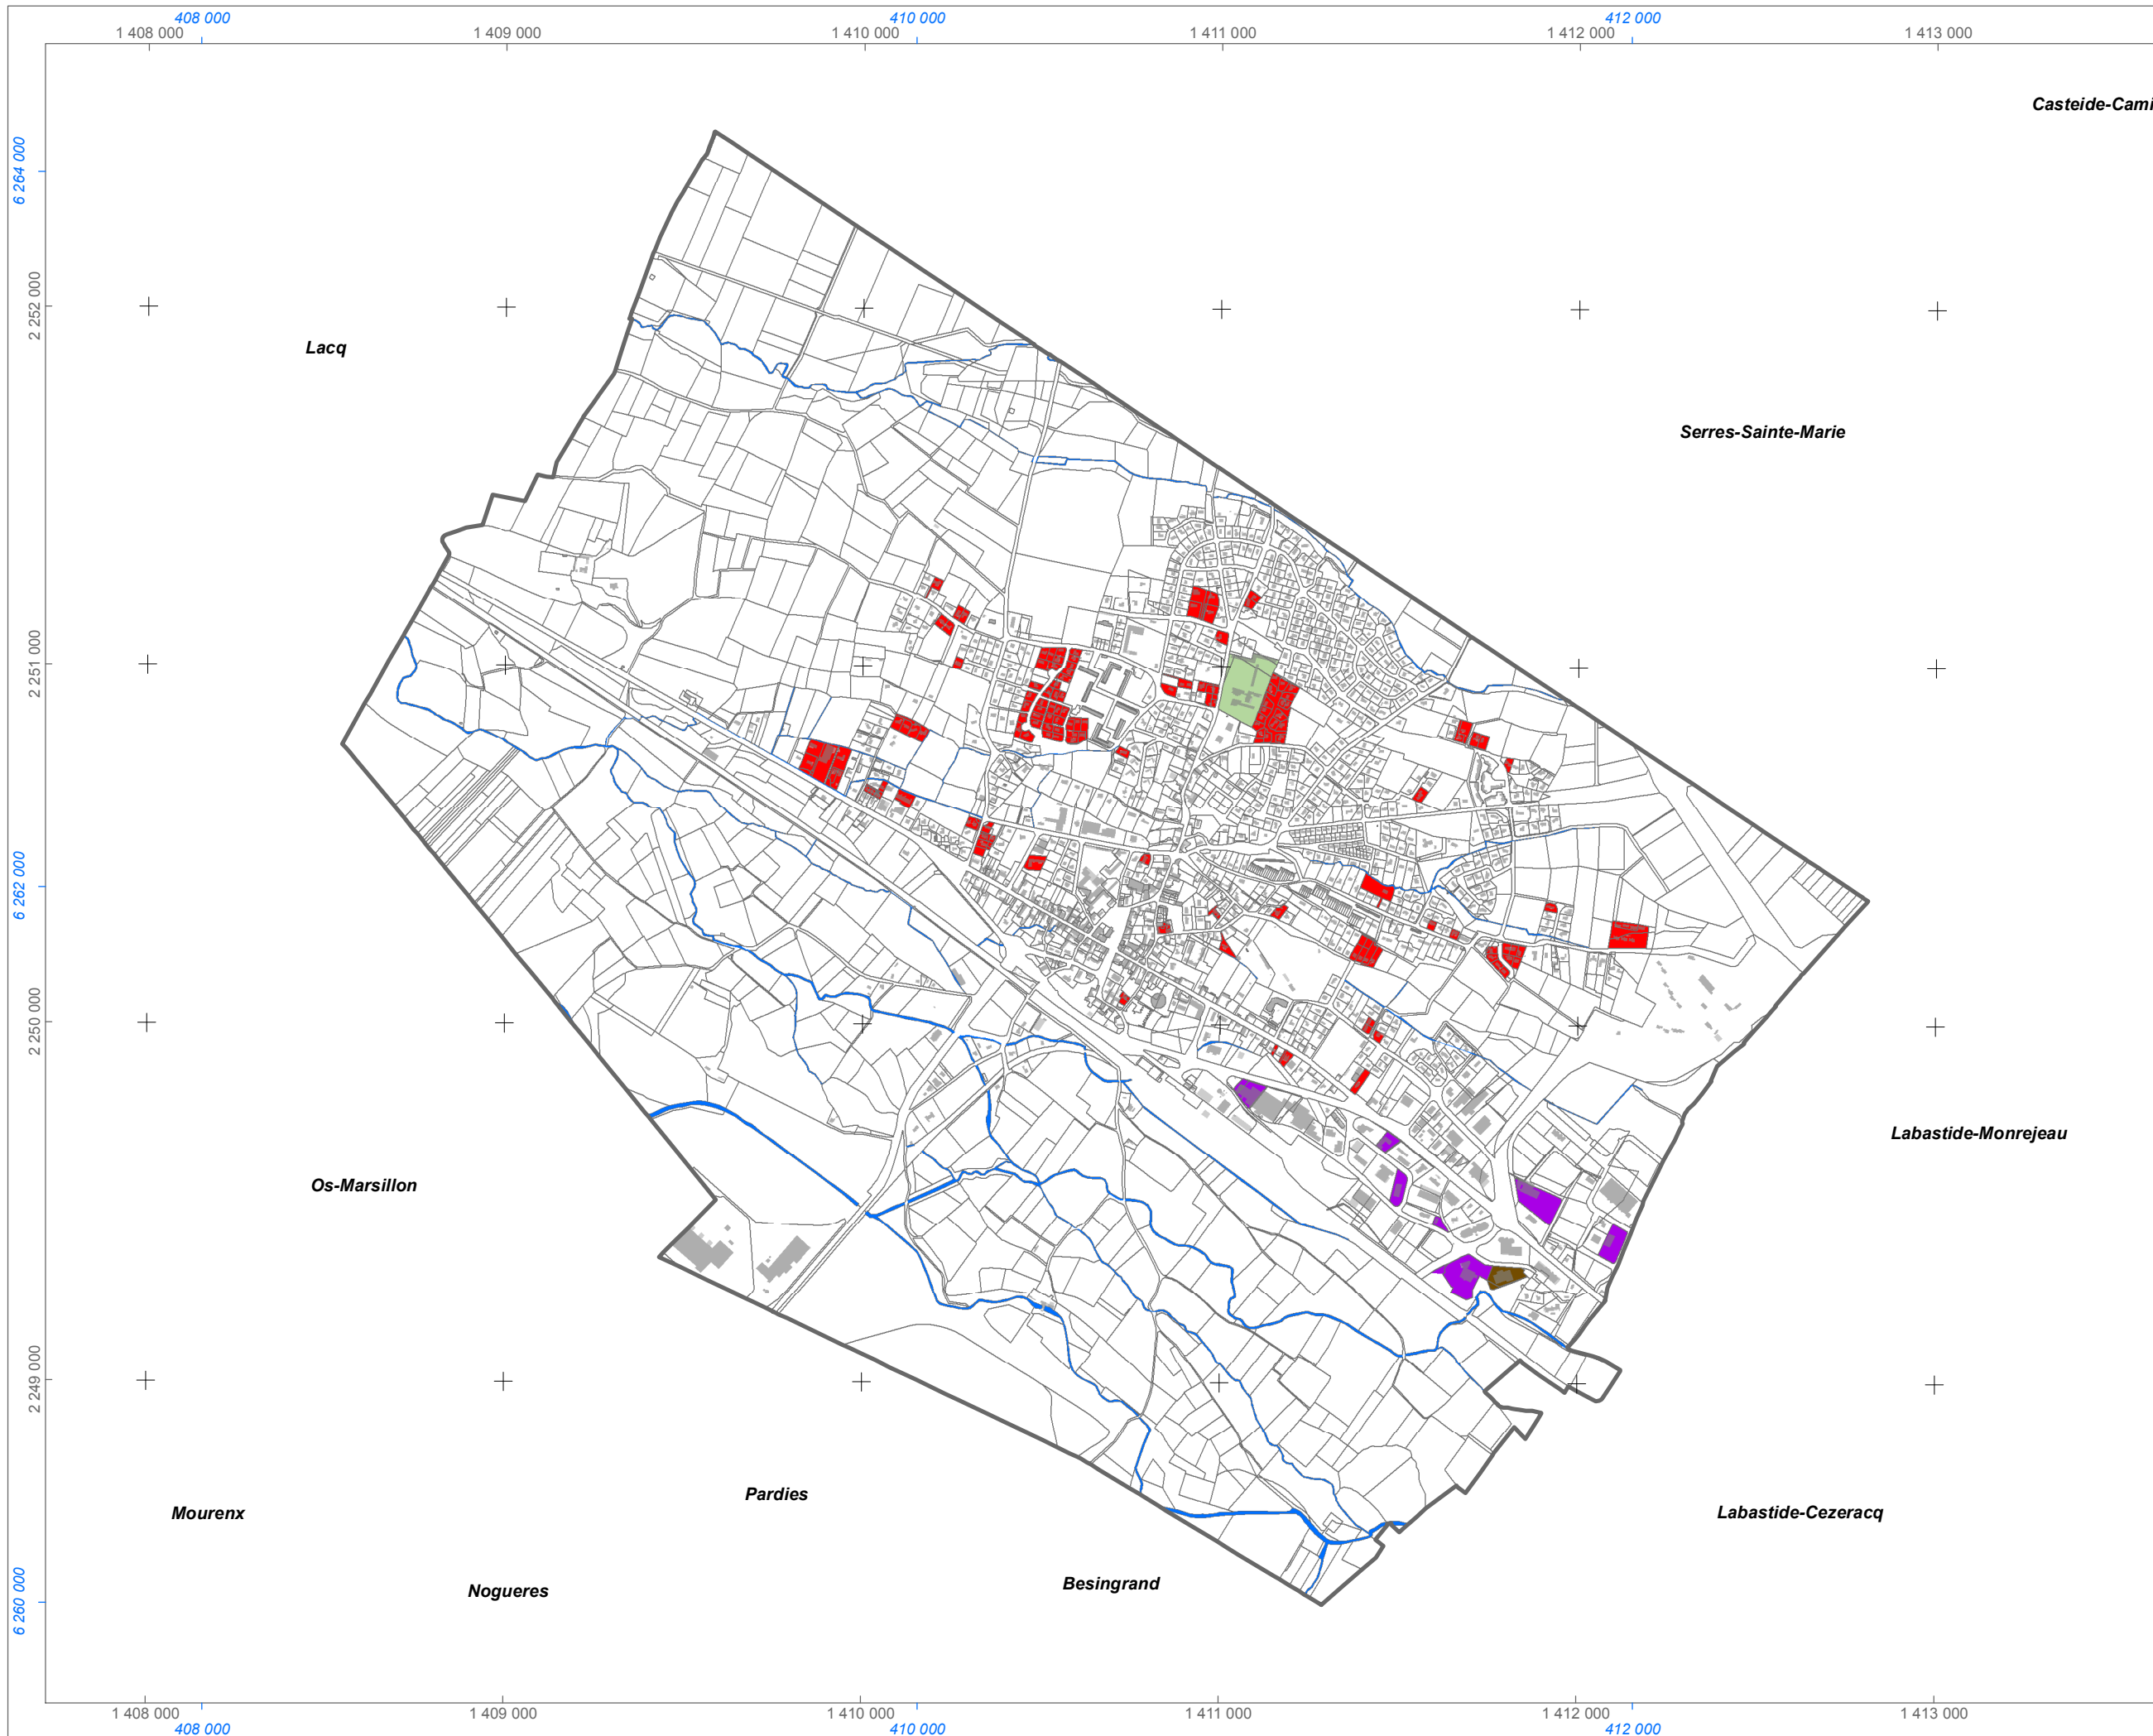 408 000 410 000 412 000
1 408 000 1 409 000 1 410 000 1 411 000 1 412 000 1 413 000
Casteide-Cami
6 264 000
2 252 000
Lacq
Serres-Sainte-Marie
2 251 000
6 262 000
2 250 000
Labastide-Monrejeau
Os-Marsillon
2 249 000
Pardies
Mourenx
Labastide-Cezeracq
Besingrand
Nogueres
6 260 000
1 408 000 1 409 000 1 410 000 1 411 000 1 412 000 1 413 000
408 000 410 000 412 000